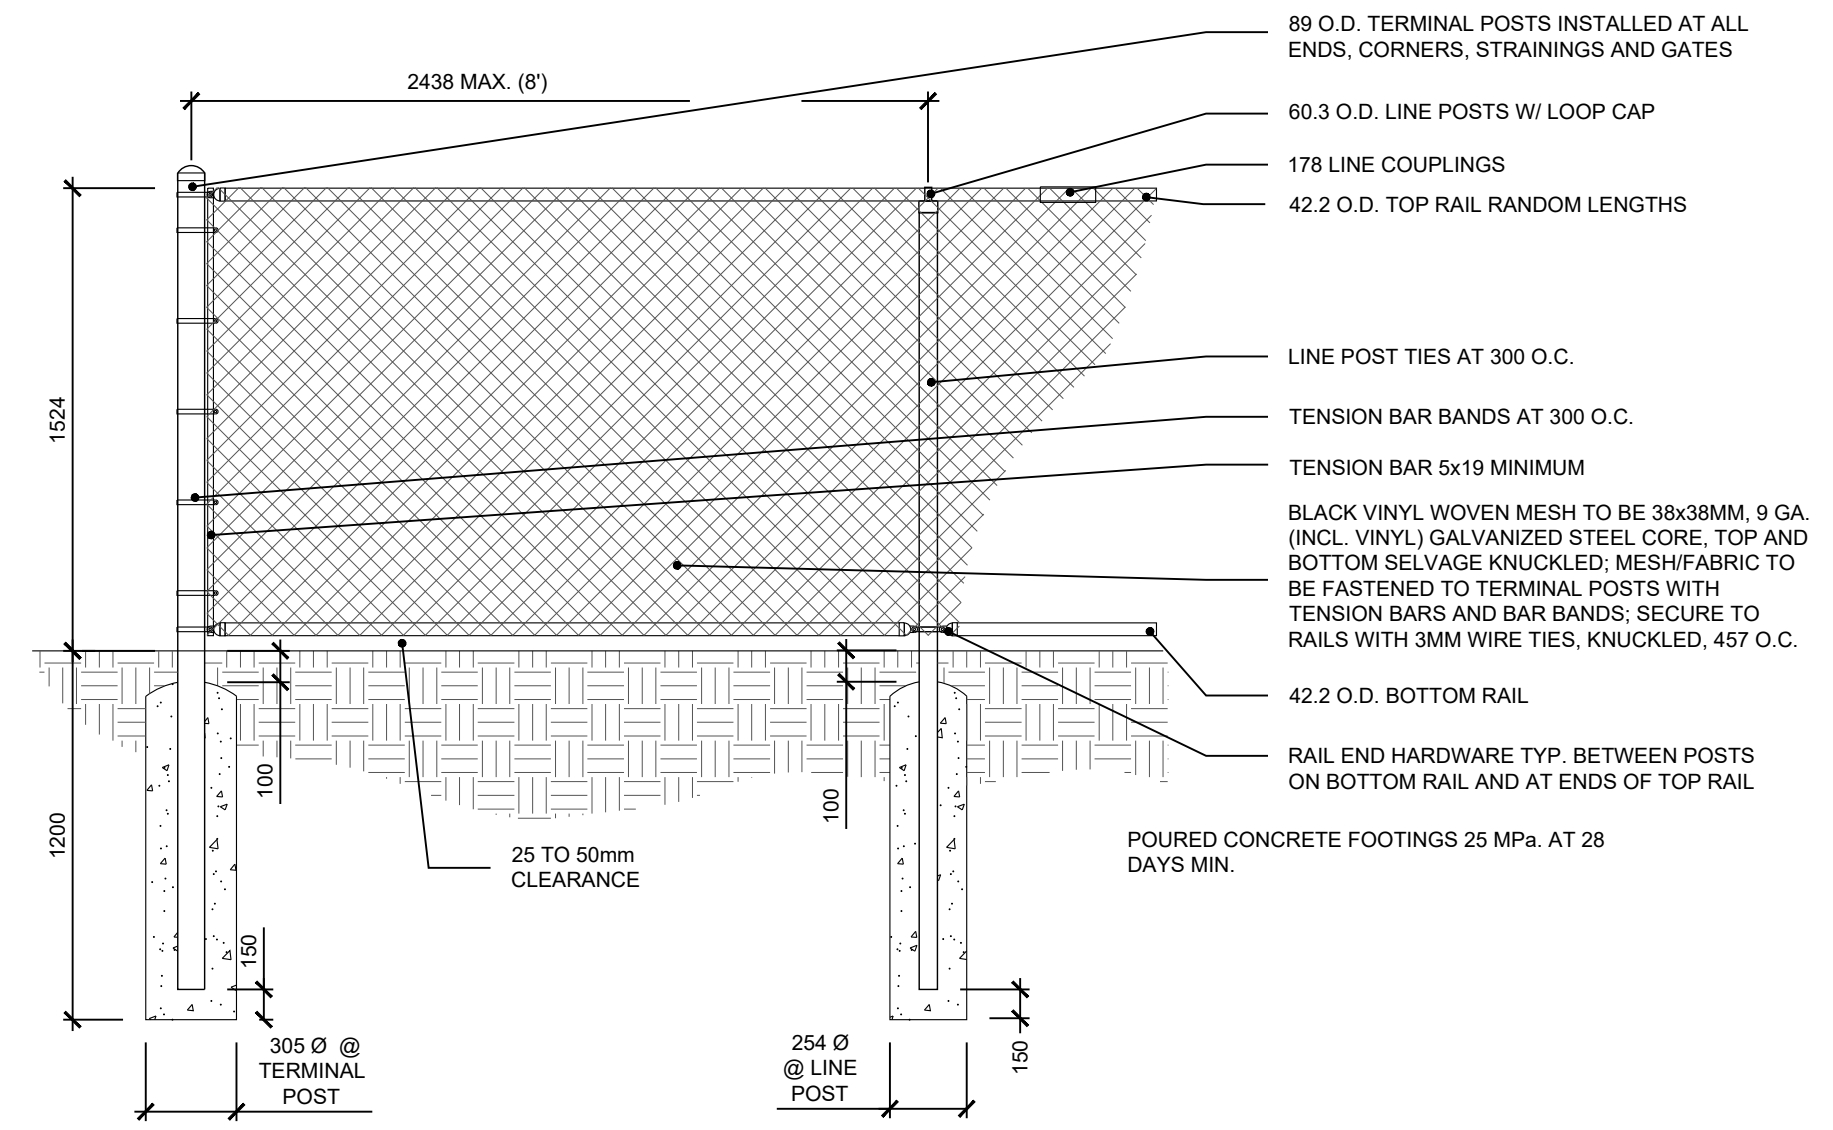 89 O.D. TERMINAL POSTS INSTALLED AT ALL
ENDS, CORNERS, STRAININGS AND GATES
2438 MAX. (8')
60.3 O.D. LINE POSTS W/ LOOP CAP
178 LINE COUPLINGS
42.2 O.D. TOP RAIL RANDOM LENGTHS
LINE POST TIES AT 300 O.C.
1524
TENSION BAR BANDS AT 300 O.C.
TENSION BAR 5x19 MINIMUM
BLACK VINYL WOVEN MESH TO BE 38x38MM, 9 GA.
(INCL. VINYL) GALVANIZED STEEL CORE, TOP AND
BOTTOM SELVAGE KNUCKLED; MESH/FABRIC TO
BE FASTENED TO TERMINAL POSTS WITH
TENSION BARS AND BAR BANDS; SECURE TO
RAILS WITH 3MM WIRE TIES, KNUCKLED, 457 O.C.
42.2 O.D. BOTTOM RAIL
RAIL END HARDWARE TYP. BETWEEN POSTS
ON BOTTOM RAIL AND AT ENDS OF TOP RAIL
100
100
1200
POURED CONCRETE FOOTINGS 25 MPa. AT 28
DAYS MIN.
25 TO 50mm
CLEARANCE
150
150
305 Ø @
TERMINAL
POST
254 Ø
@ LINE
POST